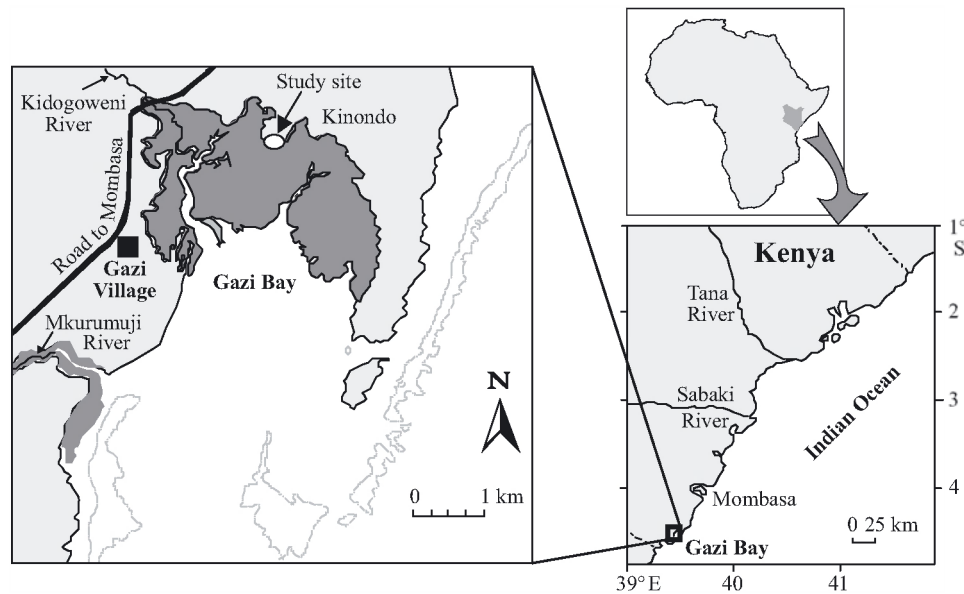 Study site
Kidogoweni
River
Kinondo
Road to Mombasa
Gazi
Village
Gazi Bay
Mkurumuji
River
N
0 1 km
Kenya
1°
S
Tana
River
2
Sabaki
River
3
Indian Ocean
Mombasa
4
0 25 km
Gazi Bay
39°E 40 41